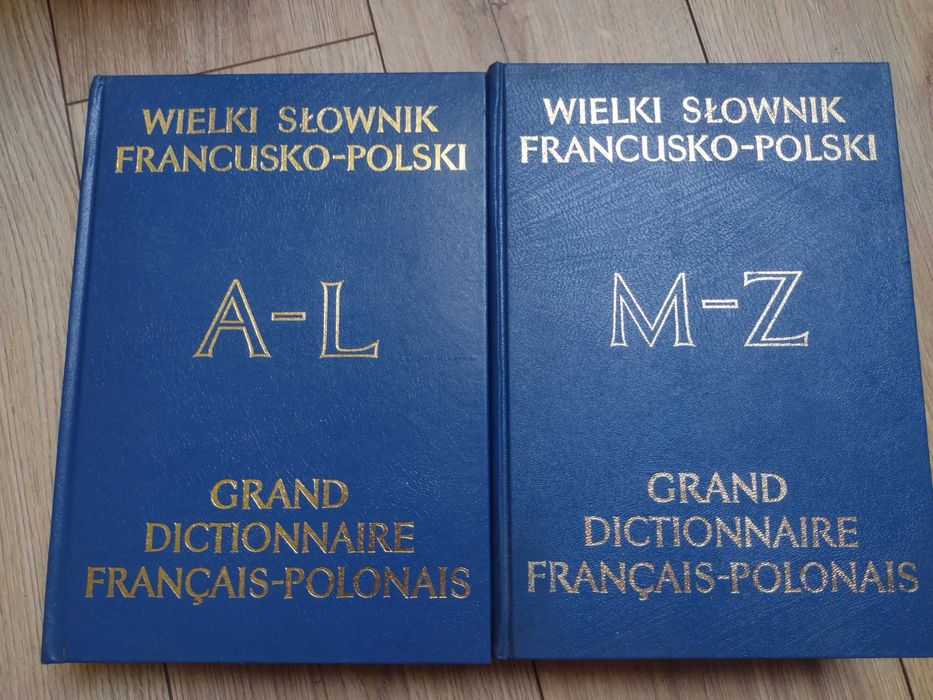 WIELKI SŁOWNIK
FRANCUSKO-POLSKI
A-L
GRAND
DICTIONNAIRE
FRANÇAIS-POLONAIS
WIELKI SŁOWNIK
FRANCUSKO-POLSKI
M-Z
GRAND
DICTIONNAIRE
FRANÇAIS-POLONAIS